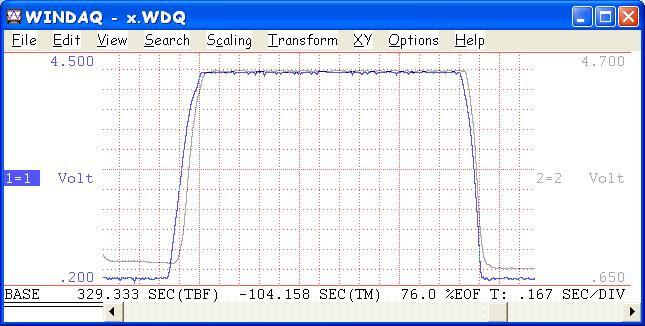 WINDAQ - x.WDQ
File Edit View Search Scaling Transform XY Options Help
4.500 4.700
1=1 Volt 2=2 Volt
.200 .650
BASE 329.333 SEC(TBF) -104.158 SEC(TM) 76.0 %EOF T: .167 SEC/DIV